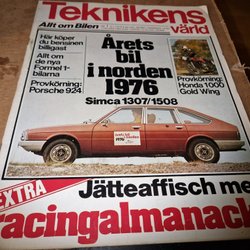 Teknikens
värld
Allt om Bilen
Här köper
du bensinen
billigast
Allt om
de nya
Formel 1-
bilarna
Provkörning:
Porsche 924
Årets
bil i
norden
1976
Simca 1307/1508
Provkörning:
Honda 1000
Gold Wing
EXTRA
Jätteaffisch med
racingalmanack